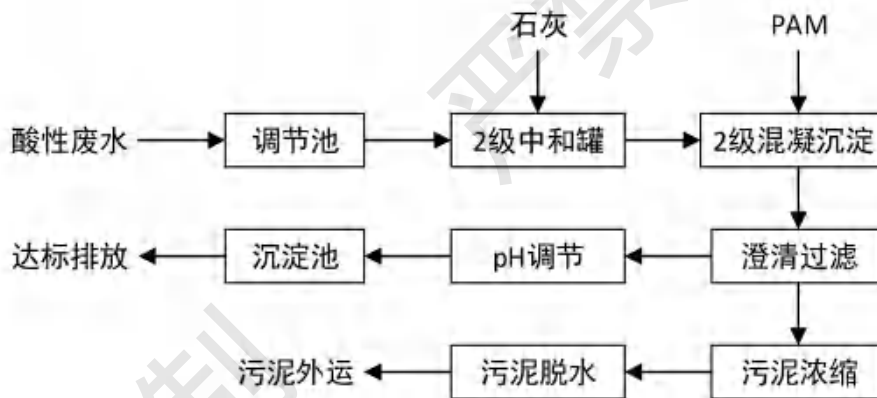 石灰
PAM
酸性废水
调节池
2级中和罐
2级混凝沉淀
达标排放
沉淀池
pH调节
澄清过滤
污泥外运
污泥脱水
污泥浓缩